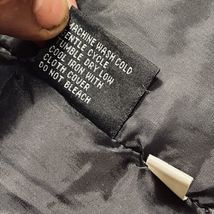 MACHINE WASH COLD
GENTLE CYCLE
TUMBLE DRY LOW
COOL IRON WITH
CLOTH COVER
DO NOT BLEACH